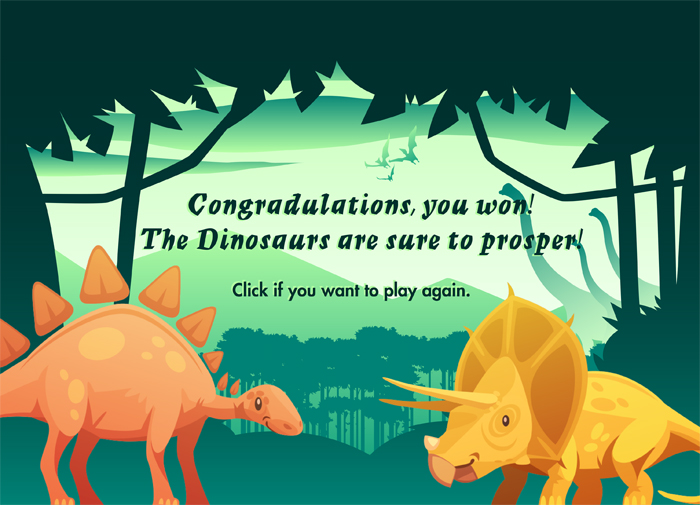 Congradulations, you won!
The Dinosaurs are sure to prosper!
Click if you want to play again.